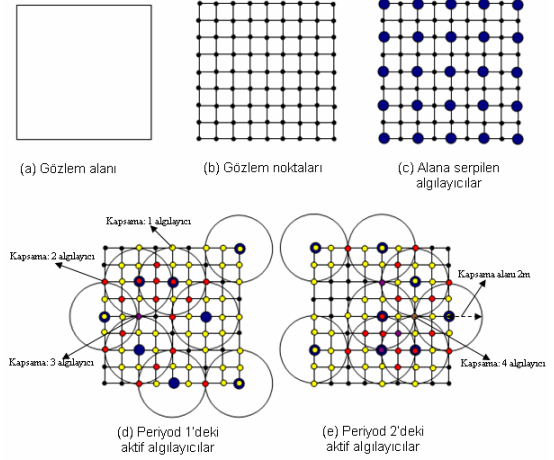 (a) Gözlem alanı
(b) Gözlem noktaları
(c) Alana serpilen
algılayıcılar
Kapsama: 1 algılayıcı
Kapsama: 2 algılayıcı
Kapsama: 3 algılayıcı
Kapsama alanı 2m
Kapsama: 4 algılayıcı
(d) Periyod 1'deki
aktif algılayıcılar
(e) Periyod 2'deki
aktif algılayıcılar